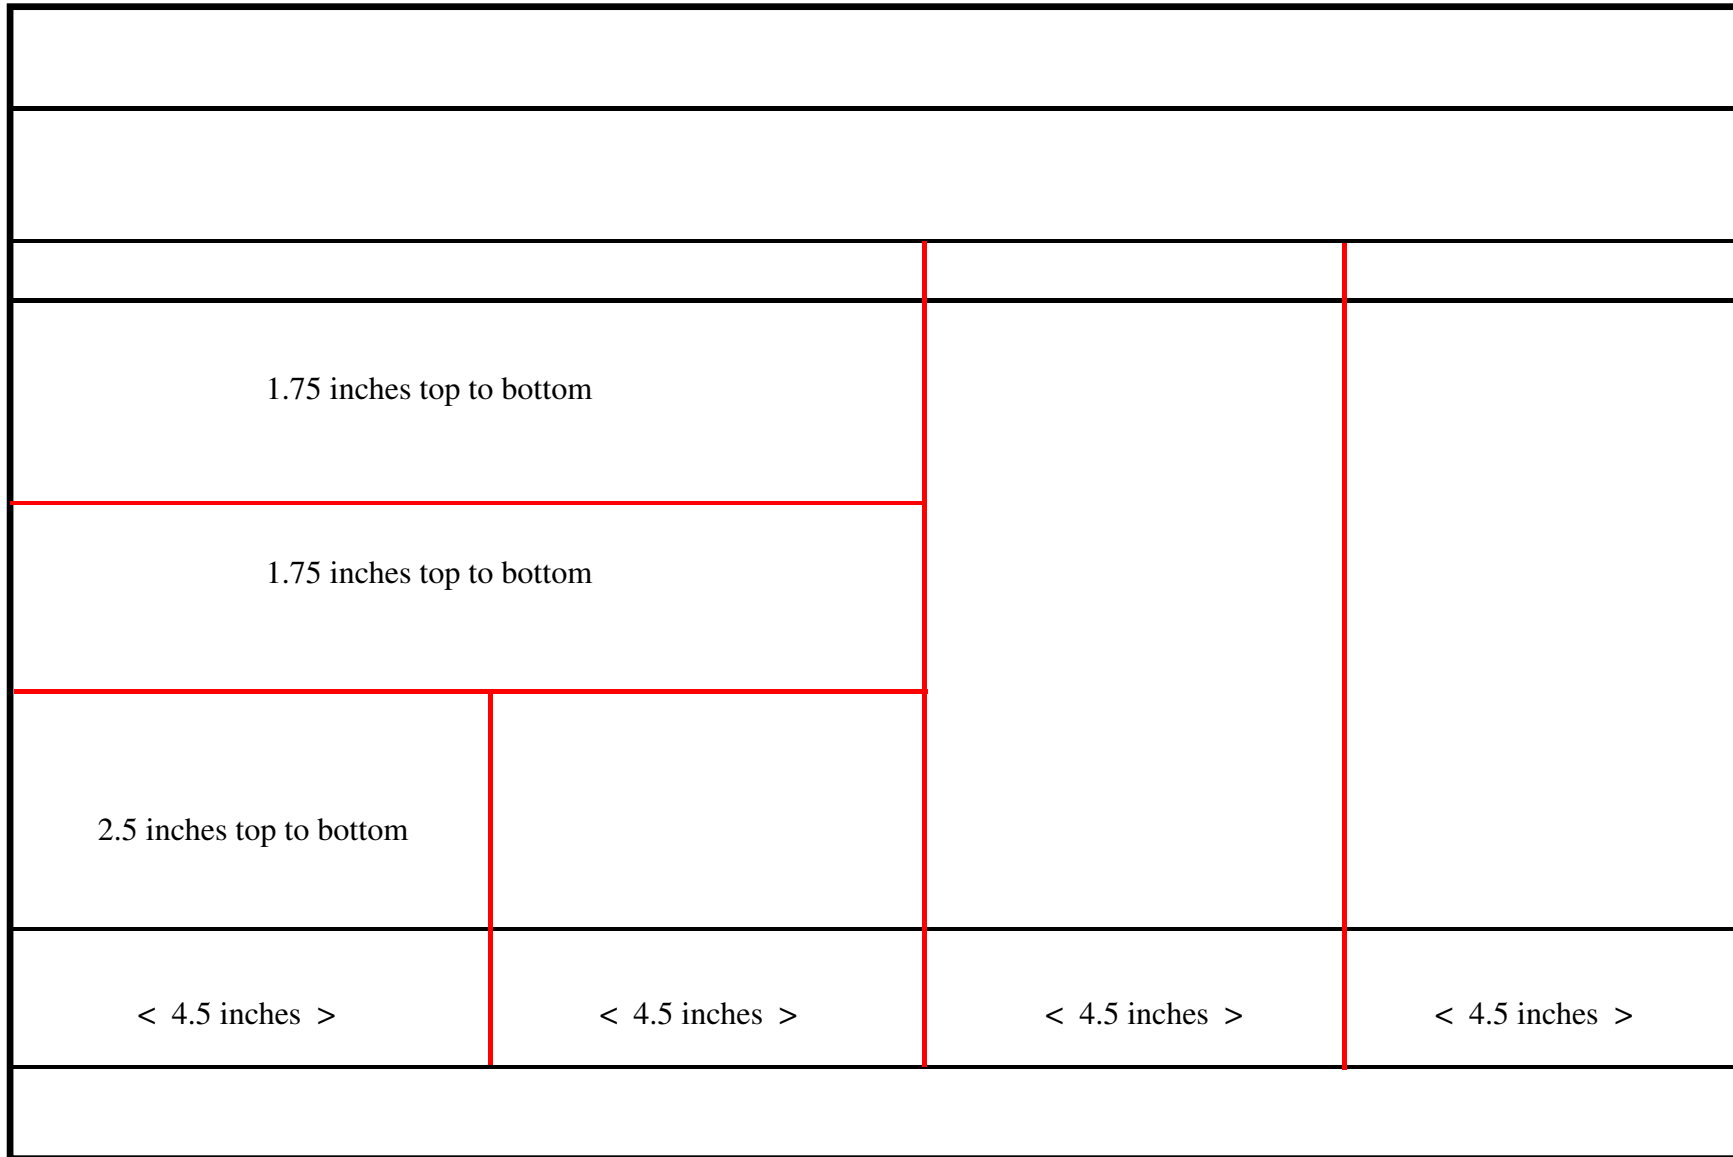 1.75 inches top to bottom
1.75 inches top to bottom
2.5 inches top to bottom
< 4.5 inches > < 4.5 inches > < 4.5 inches > < 4.5 inches >